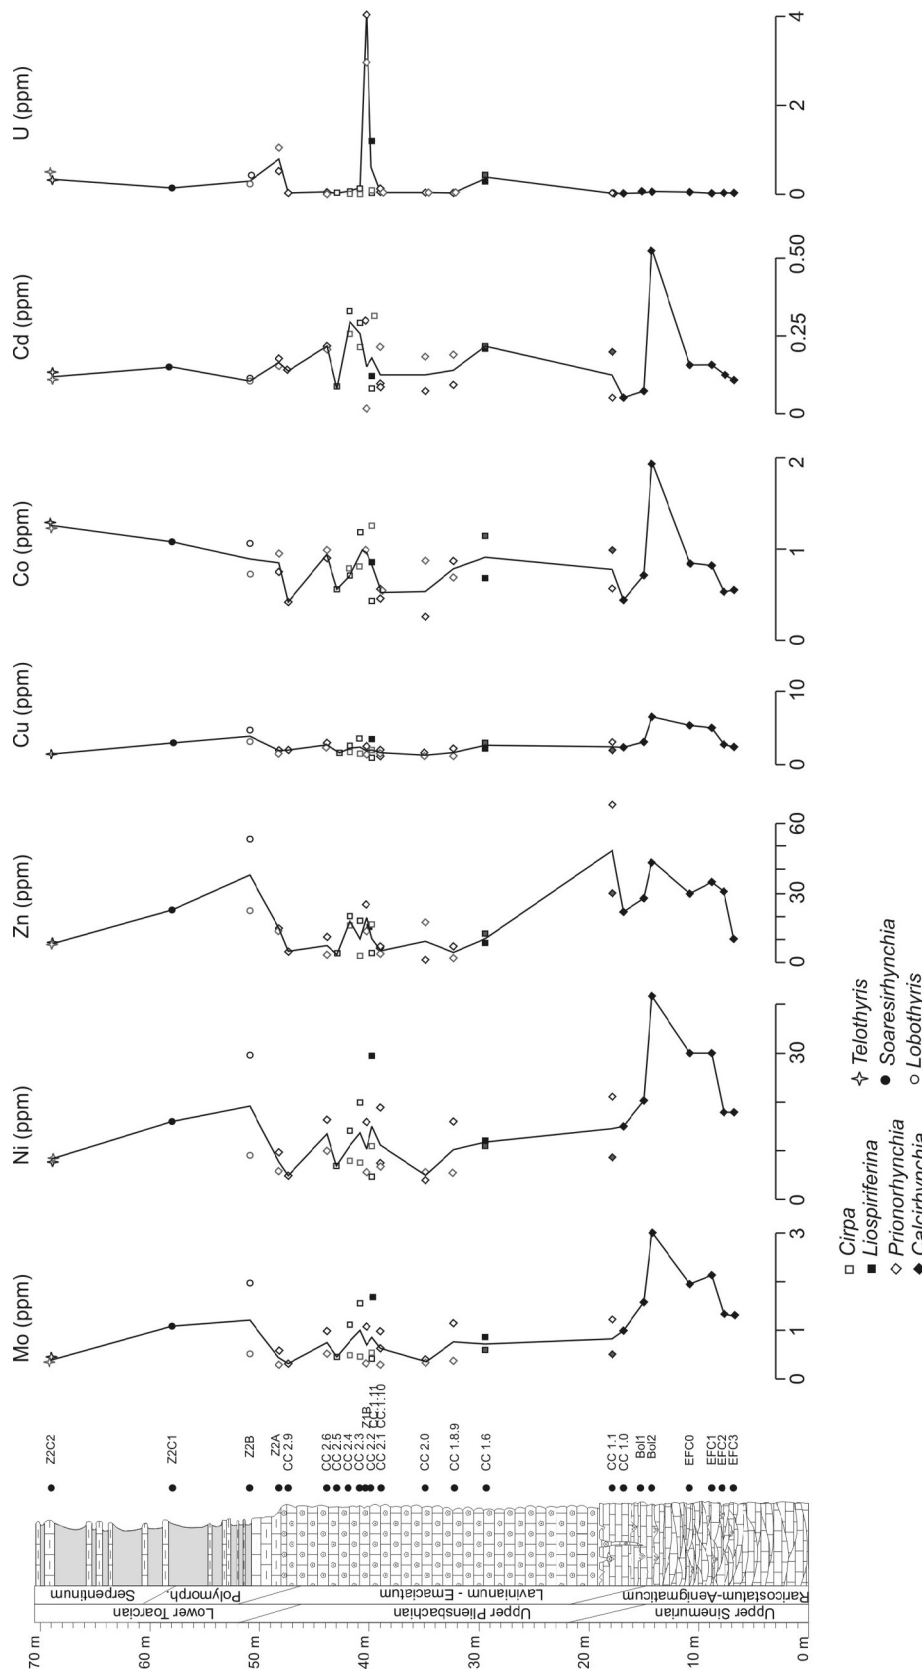 Mo (ppm)
Ni (ppm)
Zn (ppm)
Cu (ppm)
Co (ppm)
Cd (ppm)
U (ppm)
70 m
60 m
50 m
40 m
30 m
20 m
10 m
0 m
Lower Toarcian
Upper Pliensbachian
Upper Sinemurian
Serpentinum
Polymorph.
Lavinianum - Emaciatum
Raricostatum-Aenigmaticum
Z2C2
Z2C1
Z2B
Z2A
CC 2.9
CC 2.6
CC 2.5
CC 2.4
CC 2.3
Z1B
CC 2.2
CC.1.11
CC 2.1
CC.1.10
CC 2.0
CC 1.8.9
CC 1.6
CC 1.1
CC 1.0
Bol1
Bol2
EFC0
EFC1
EFC2
EFC3
0
1
3
0
30
0
30
60
0
10
0
1
2
0
0.25
0.50
0
2
4
Cirpa
Liospiriferina
Prionorhynchia
Calcirhynchia
Telothyris
Soaresirhynchia
Lobothyris